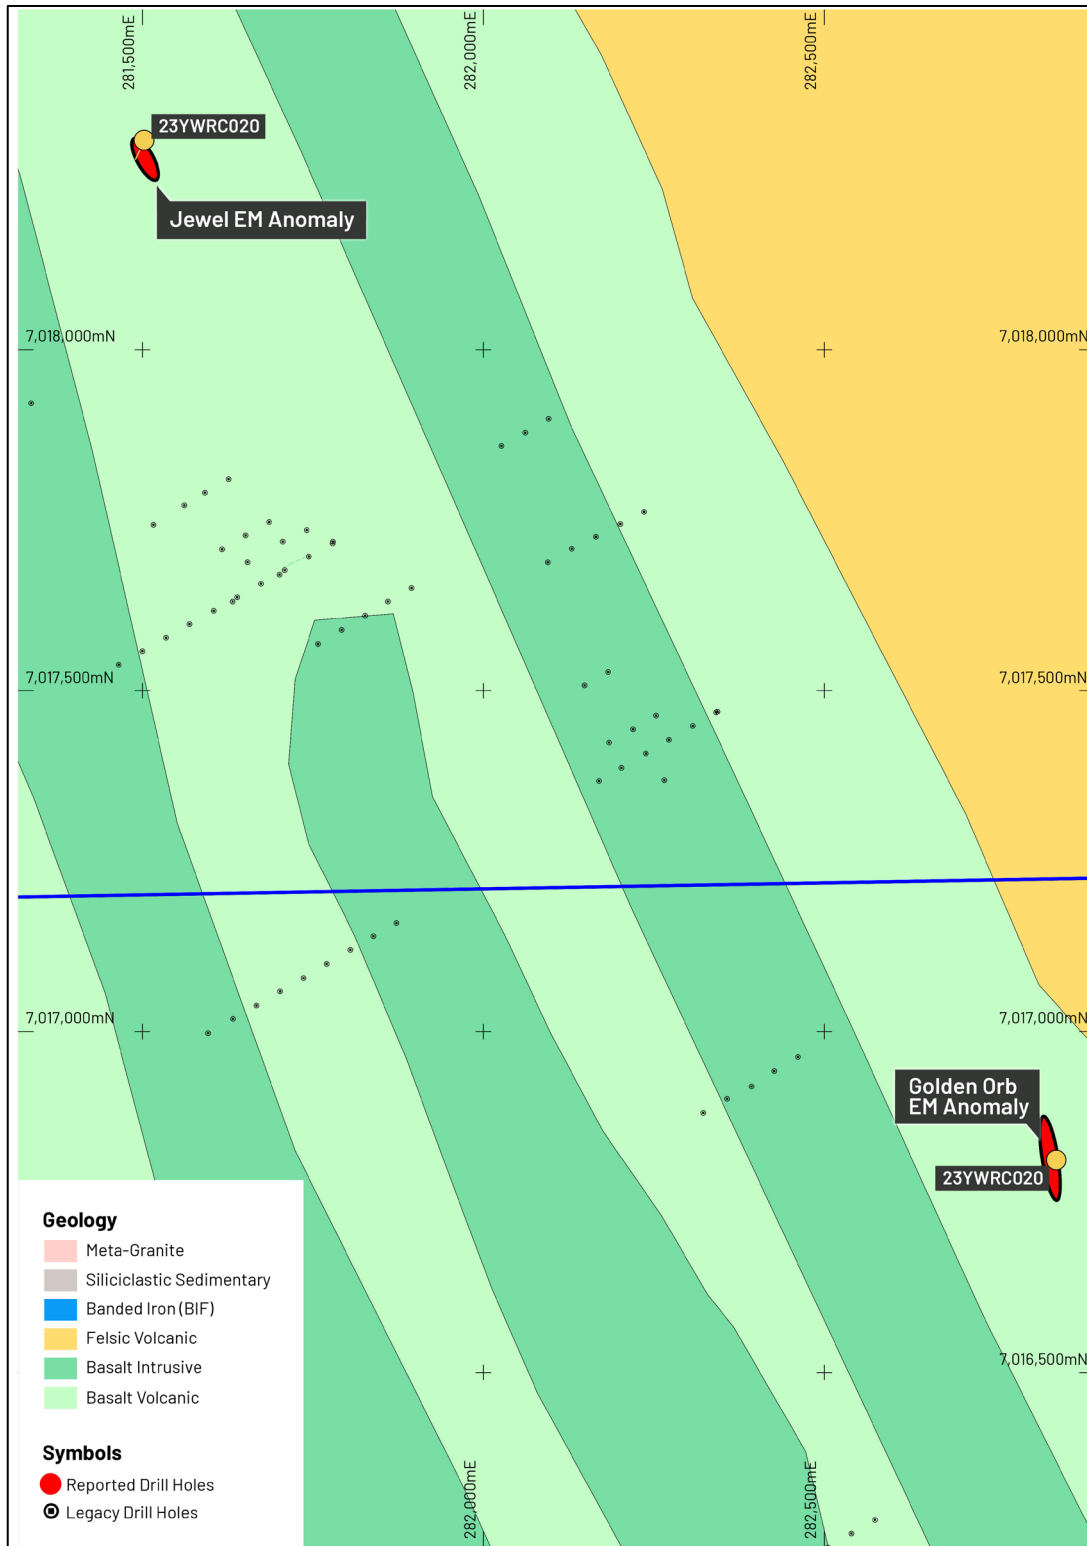 281,500mE
282,000mE
282,500mE
23YWRC020
Jewel EM Anomaly
7,018,000mN
7,018,000mN
7,017,500mN
7,017,500mN
7,017,000mN
7,017,000mN
Golden Orb
EM Anomaly
23YWRC020
Geology
Meta-Granite
Siliciclastic Sedimentary
Banded Iron (BIF)
Felsic Volcanic
Basalt Intrusive
Basalt Volcanic
7,016,500mN
Symbols
Reported Drill Holes
Legacy Drill Holes
282,000mE
282,500mE